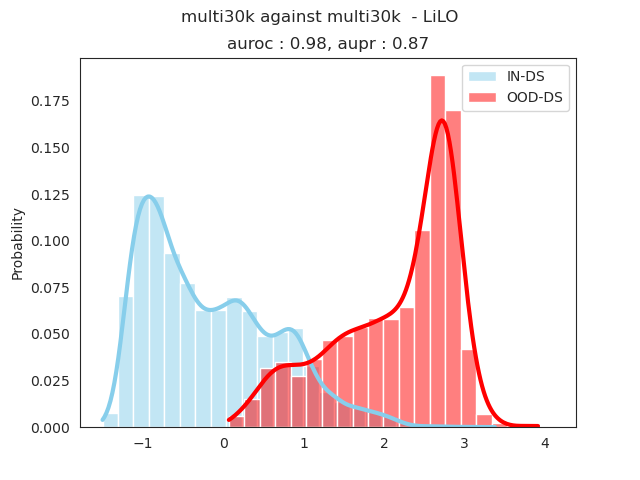 multi30k against multi30k  - LiLO
auroc : 0.98, aupr : 0.87
IN-DS
OOD-DS
Probability
0.175
0.150
0.125
0.100
0.075
0.050
0.025
0.000
−1 0 1 2 3 4